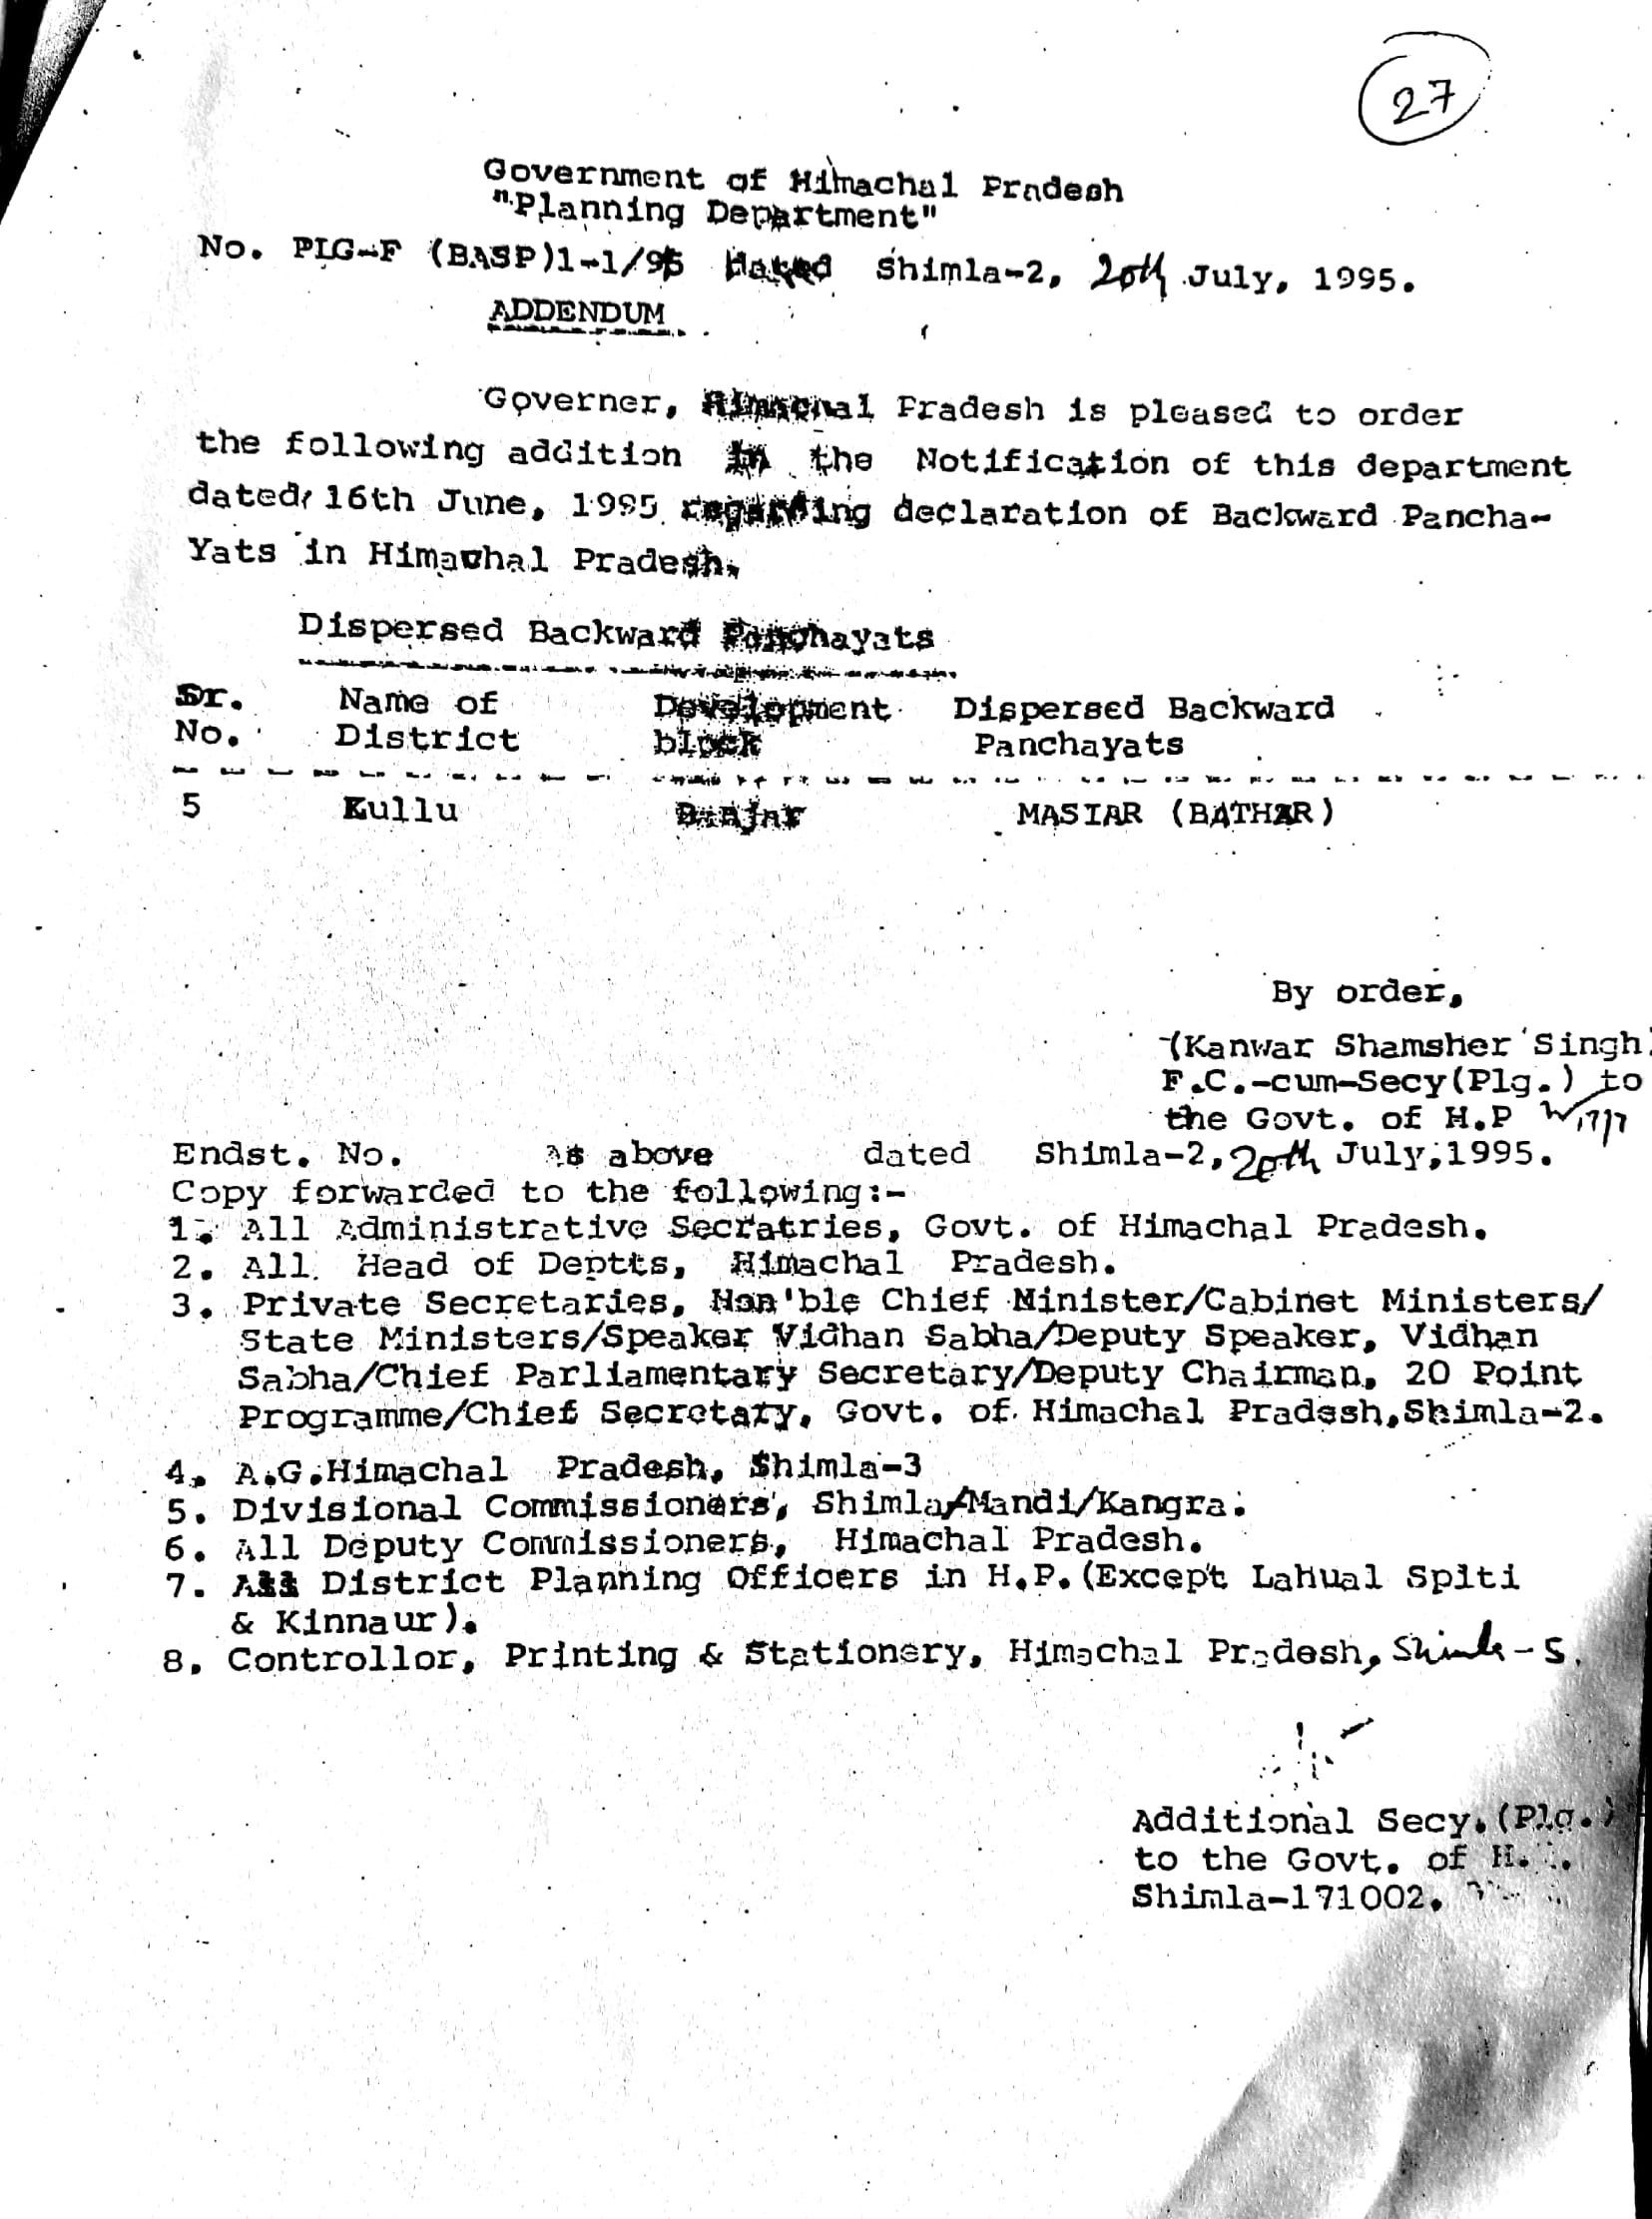 27
Government of Himachal Pradesh
"Planning Department"
No. PLG-F (BASP)1-1/95 Dated Shimla-2, 20th July, 1995.
ADDENDUM
Governer, Himachal Pradesh is pleased to order
the following addition in the Notification of this department
dated, 16th June, 1995 regarding declaration of Backward Pancha-
Yats in Himachal Pradesh.
Dispersed Backward Panchayats
Sr. Name of Development Dispersed Backward
No. District block Panchayats
5 Kullu Banjar MASIAR (BATHAR)
By order,
(Kanwar Shamsher Singh)
F.C.-cum-Secy(Plg.) to
the Govt. of H.P
Endst. No. As above dated Shimla-2, 20th July, 1995.
Copy forwarded to the following:-
1. All Administrative Secratries, Govt. of Himachal Pradesh.
2. All Head of Deptts, Himachal Pradesh.
3. Private Secretaries, Hon'ble Chief Minister/Cabinet Ministers/
State Ministers/Speaker Vidhan Sabha/Deputy Speaker, Vidhan
Sabha/Chief Parliamentary Secretary/Deputy Chairman, 20 Point
Programme/Chief Secretary, Govt. of Himachal Pradesh,Shimla-2.
4. A.G.Himachal Pradesh, Shimla-3
5. Divisional Commissioners, Shimla/Mandi/Kangra.
6. All Deputy Commissioners, Himachal Pradesh.
7. All District Planning Officers in H.P.(Except Lahual Spiti
& Kinnaur).
8. Controllor, Printing & Stationery, Himachal Pradesh, Shimla-5.
Additional Secy.(Plg.)
to the Govt. of H.
Shimla-171002.